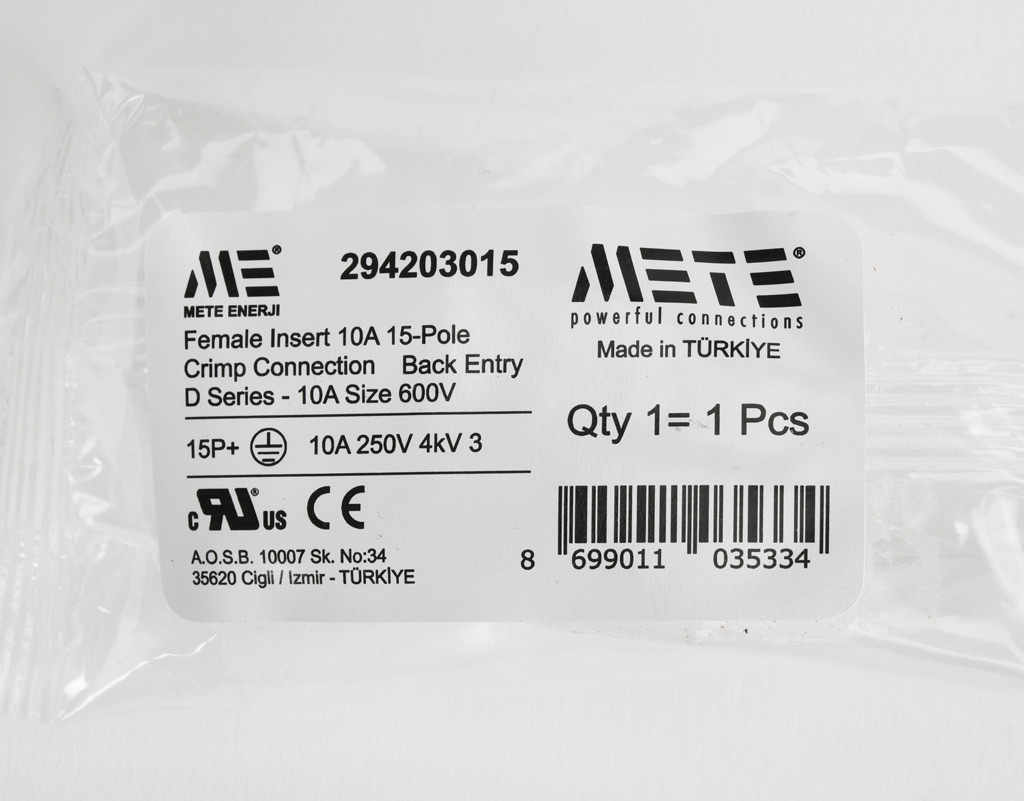 ME®
METE ENERJI
294203015
Female Insert 10A 15-Pole
Crimp Connection Back Entry
D Series - 10A Size 600V
15P+ 10A 250V 4kV 3
c RU® US CE
A.O.S.B. 10007 Sk. No:34
35620 Cigli / Izmir - TÜRKİYE
METE®
powerful connections
Made in TÜRKİYE
Qty 1= 1 Pcs
8 699011 035334